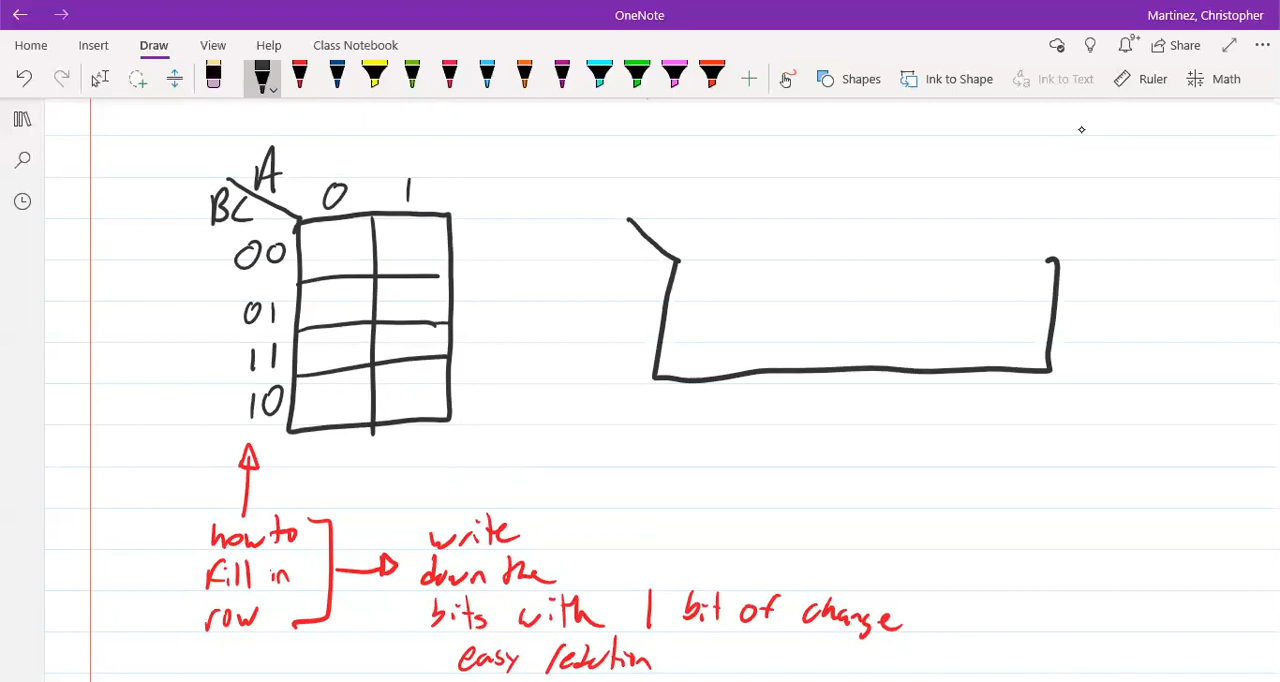 OneNote
Martínez, Christopher
Home Insert Draw View Help Class Notebook
Share
Shapes Ink to Shape Ink to Text Ruler Math
A
BC 0 1
00
01
11
10
how to
fill in
row
write
down the
bits with 1 bit of change
easy